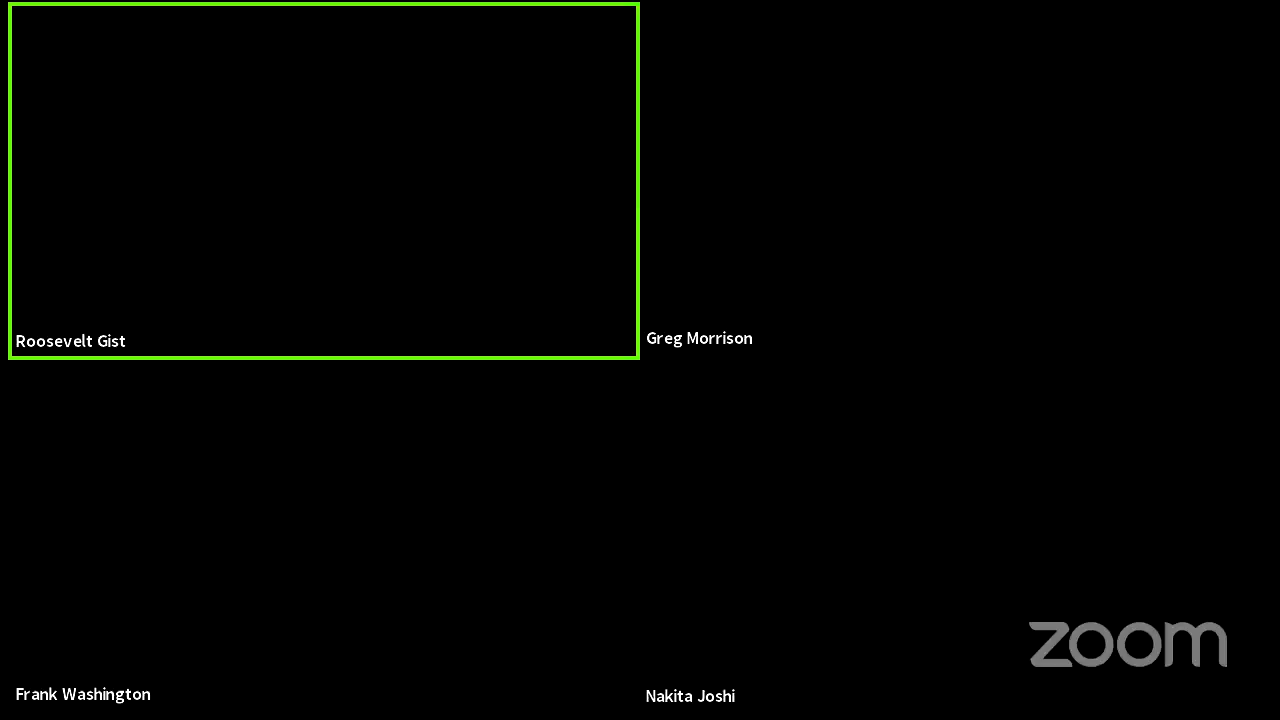 Roosevelt Gist
Greg Morrison
Frank Washington
Nakita Joshi
zoom